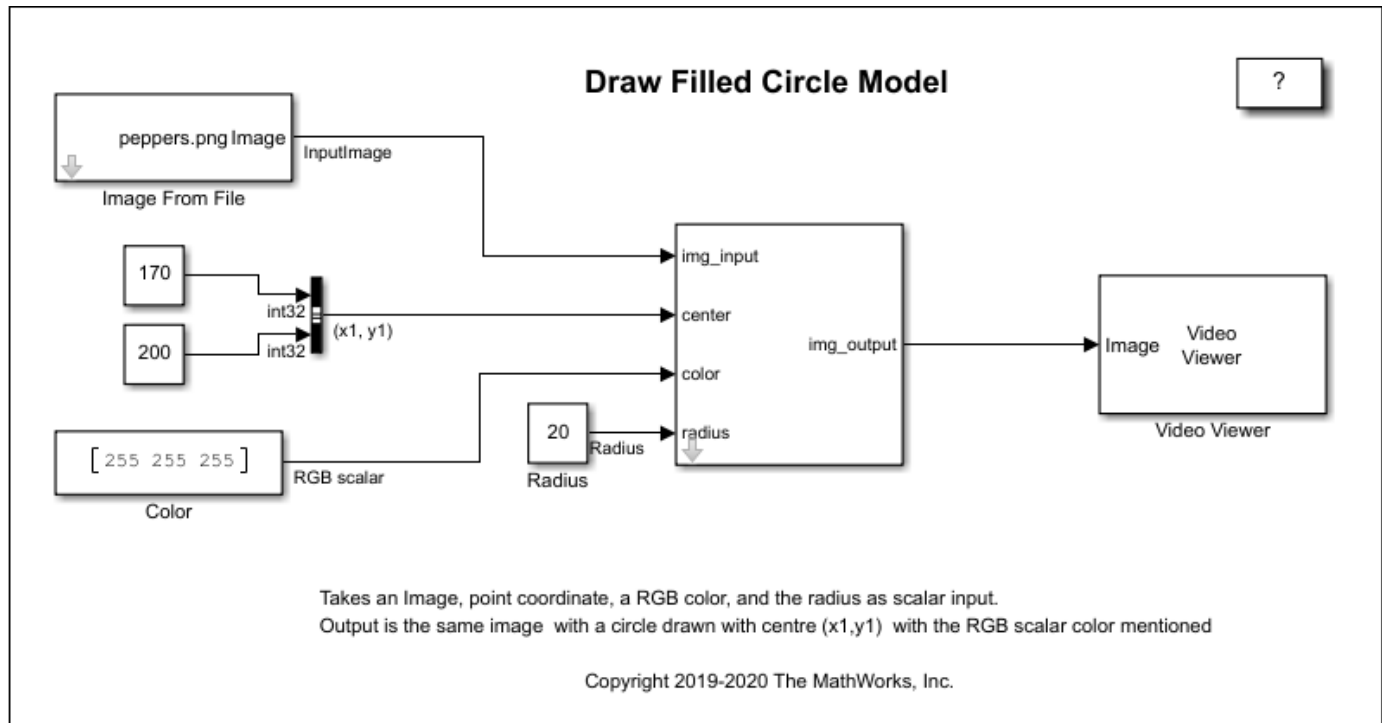 Draw Filled Circle Model
?
peppers.png Image
InputImage
Image From File
170
int32
(x1, y1)
200
int32
[255 255 255]
RGB scalar
Color
20
Radius
Radius
img_input
center
color
radius
img_output
Image
Video
Viewer
Video Viewer
Takes an Image, point coordinate, a RGB color, and the radius as scalar input.
Output is the same image with a circle drawn with centre (x1,y1) with the RGB scalar color mentioned
Copyright 2019-2020 The MathWorks, Inc.